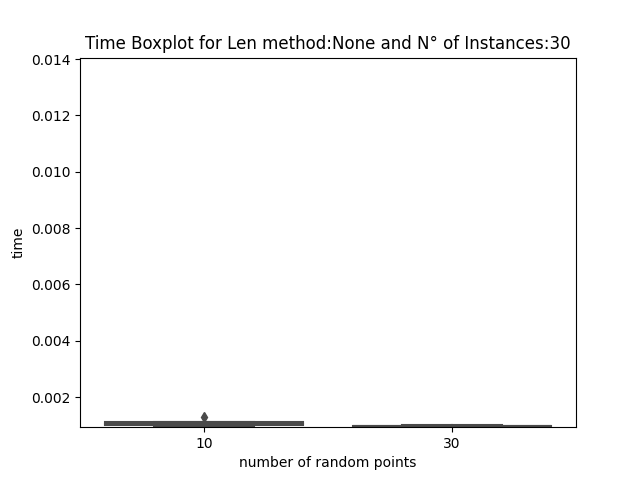 Time Boxplot for Len method:None and N° of Instances:30
0.014
0.012
0.010
0.008
0.006
0.004
0.002
time
10 30
number of random points